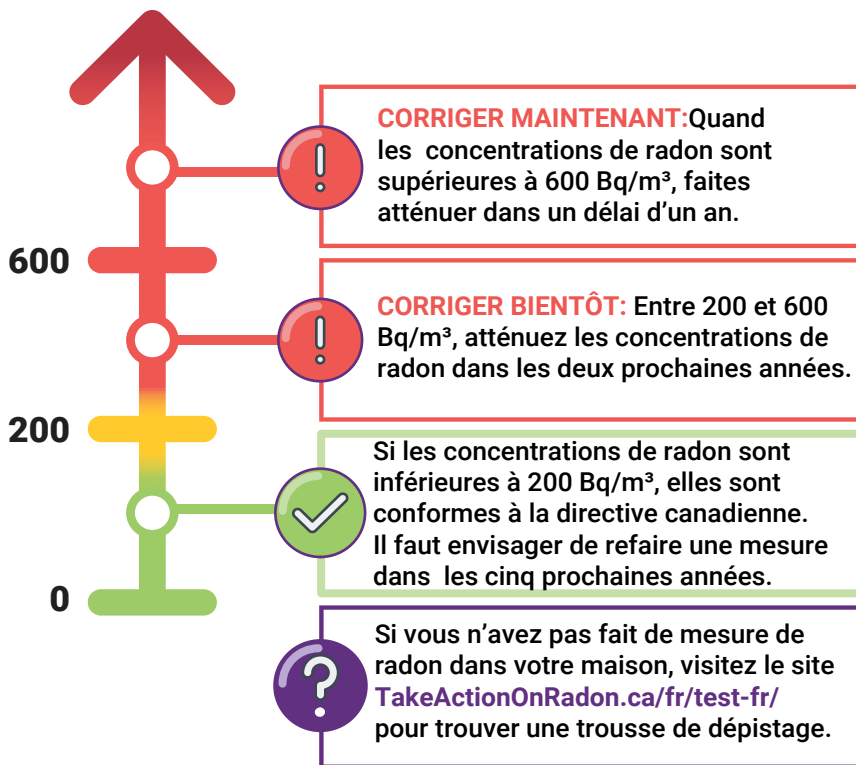 CORRIGER MAINTENANT:Quand
les concentrations de radon sont
supérieures à 600 Bq/m³, faites
atténuer dans un délai d'un an.
600
CORRIGER BIENTÔT: Entre 200 et 600
Bq/m³, atténuez les concentrations de
radon dans les deux prochaines années.
200
Si les concentrations de radon sont
inférieures à 200 Bq/m³, elles sont
conformes à la directive canadienne.
Il faut envisager de refaire une mesure
dans les cinq prochaines années.
0
Si vous n'avez pas fait de mesure de
radon dans votre maison, visitez le site
TakeActionOnRadon.ca/fr/test-fr/
pour trouver une trousse de dépistage.